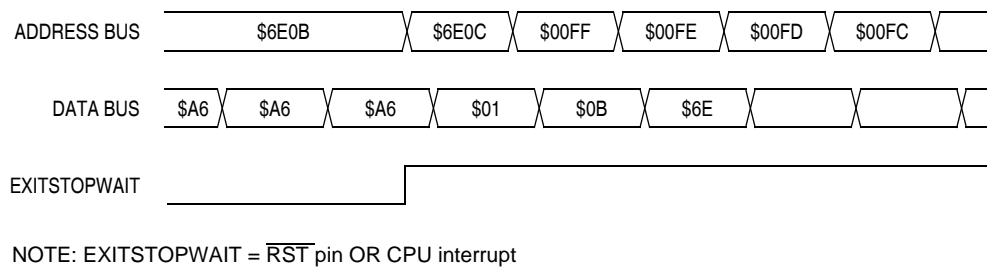 ADDRESS BUS $6E0B $6E0C $00FF $00FE $00FD $00FC
DATA BUS $A6 $A6 $A6 $01 $0B $6E
EXITSTOPWAIT
NOTE: EXITSTOPWAIT = RST pin OR CPU interrupt